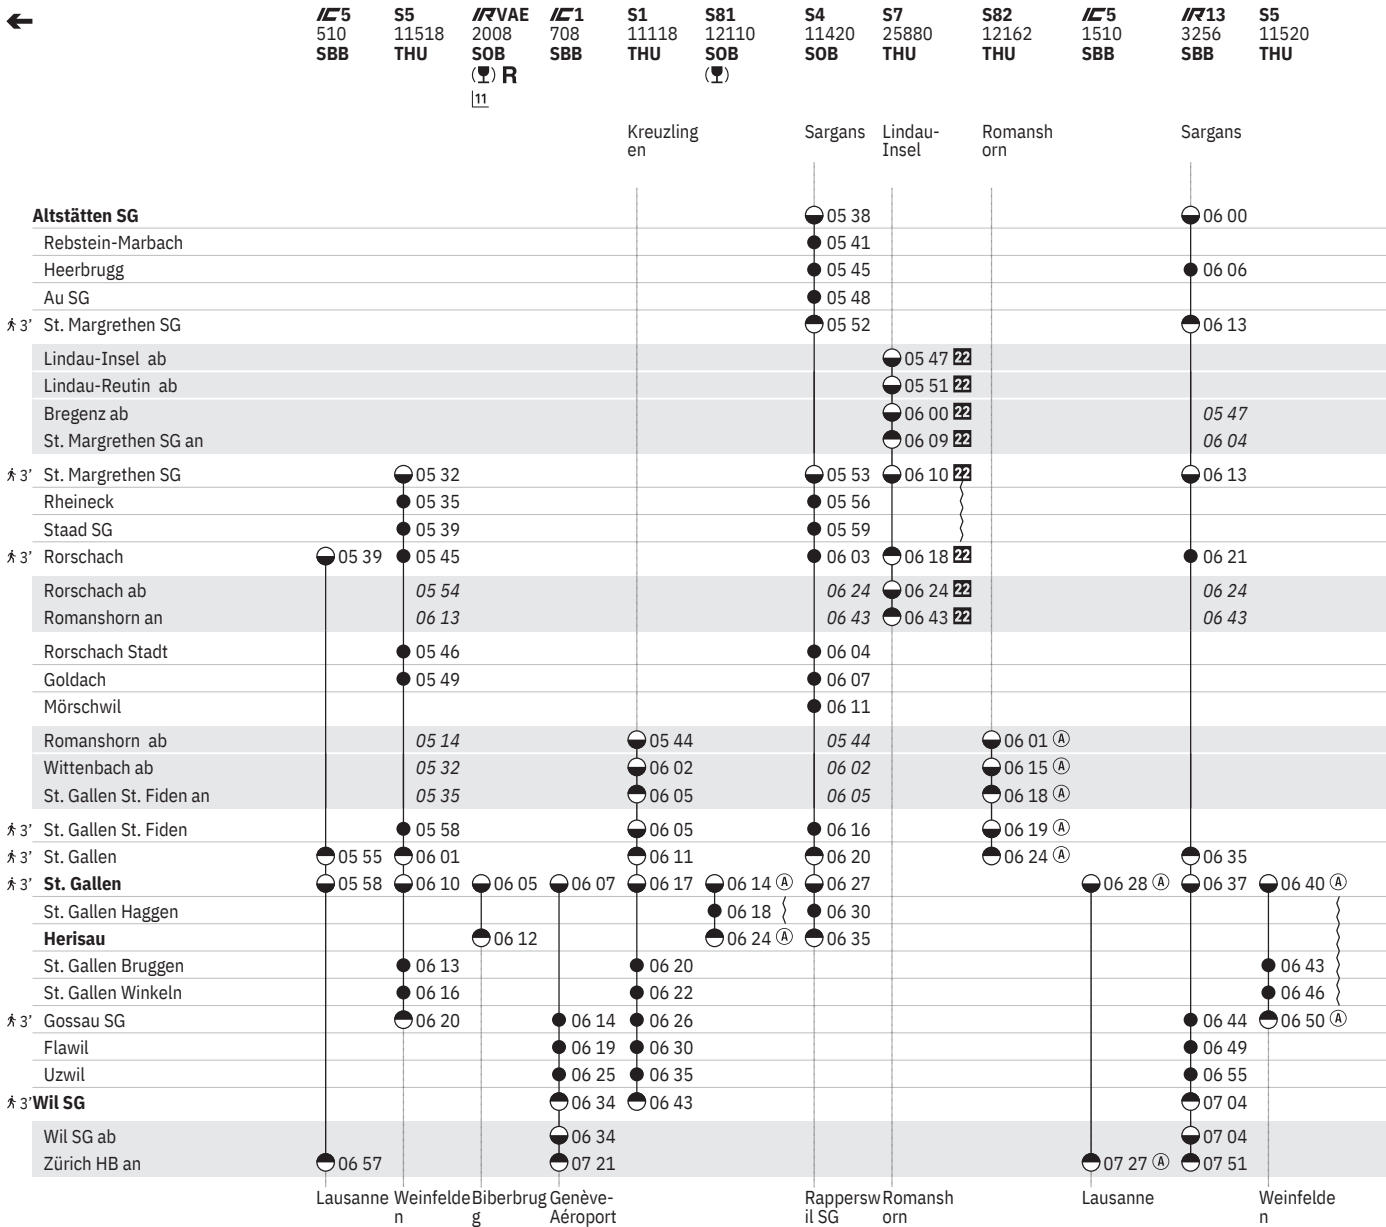 IC5 S5 IRVAE IC1 S1 S81 S4 S7 S82 IC5 IR13 S5
510 11518 2008 708 11118 12110 11420 25880 12162 1510 3256 11520
SBB THU SOB SBB THU SOB SOB THU THU SBB SBB THU
R
11
Kreuzling Sargans Lindau- Romansh Sargans
en Insel orn
Altstätten SG 05 38 06 00
Rebstein-Marbach 05 41
Heerbrugg 05 45 06 06
Au SG 05 48
3' St. Margrethen SG 05 52 06 13
Lindau-Insel ab 05 47 22
Lindau-Reutin ab 05 51 22
Bregenz ab 06 00 22 05 47
St. Margrethen SG an 06 09 22 06 04
3' St. Margrethen SG 05 32 05 53 06 10 22 06 13
Rheineck 05 35 05 56
Staad SG 05 39 05 59
3' Rorschach 05 39 05 45 06 03 06 18 22 06 21
Rorschach ab 05 54 06 24 06 24 22 06 24
Romanshorn an 06 13 06 43 06 43 22 06 43
Rorschach Stadt 05 46 06 04
Goldach 05 49 06 07
Mörschwil 06 11
Romanshorn ab 05 14 05 44 05 44 06 01 A
Wittenbach ab 05 32 06 02 06 02 06 15 A
St. Gallen St. Fiden an 05 35 06 05 06 05 06 18 A
3' St. Gallen St. Fiden 05 58 06 05 06 16 06 19 A
3' St. Gallen 05 55 06 01 06 11 06 20 06 24 A 06 35
3' St. Gallen 05 58 06 10 06 05 06 07 06 17 06 14 A 06 27 06 28 A 06 37 06 40 A
St. Gallen Haggen 06 18 06 30
Herisau 06 12 06 24 A 06 35
St. Gallen Bruggen 06 13 06 20 06 43
St. Gallen Winkeln 06 16 06 22 06 46
3' Gossau SG 06 20 06 14 06 26 06 44 06 50 A
Flawil 06 19 06 30 06 49
Uzwil 06 25 06 35 06 55
3' Wil SG 06 34 06 43 07 04
Wil SG ab 06 34 07 04
Zürich HB an 06 57 07 21 07 27 A 07 51
Lausanne Weinfelde Biberbrug Genève- Rappersw Romansh Lausanne Weinfelde
n g Aéroport il SG orn n